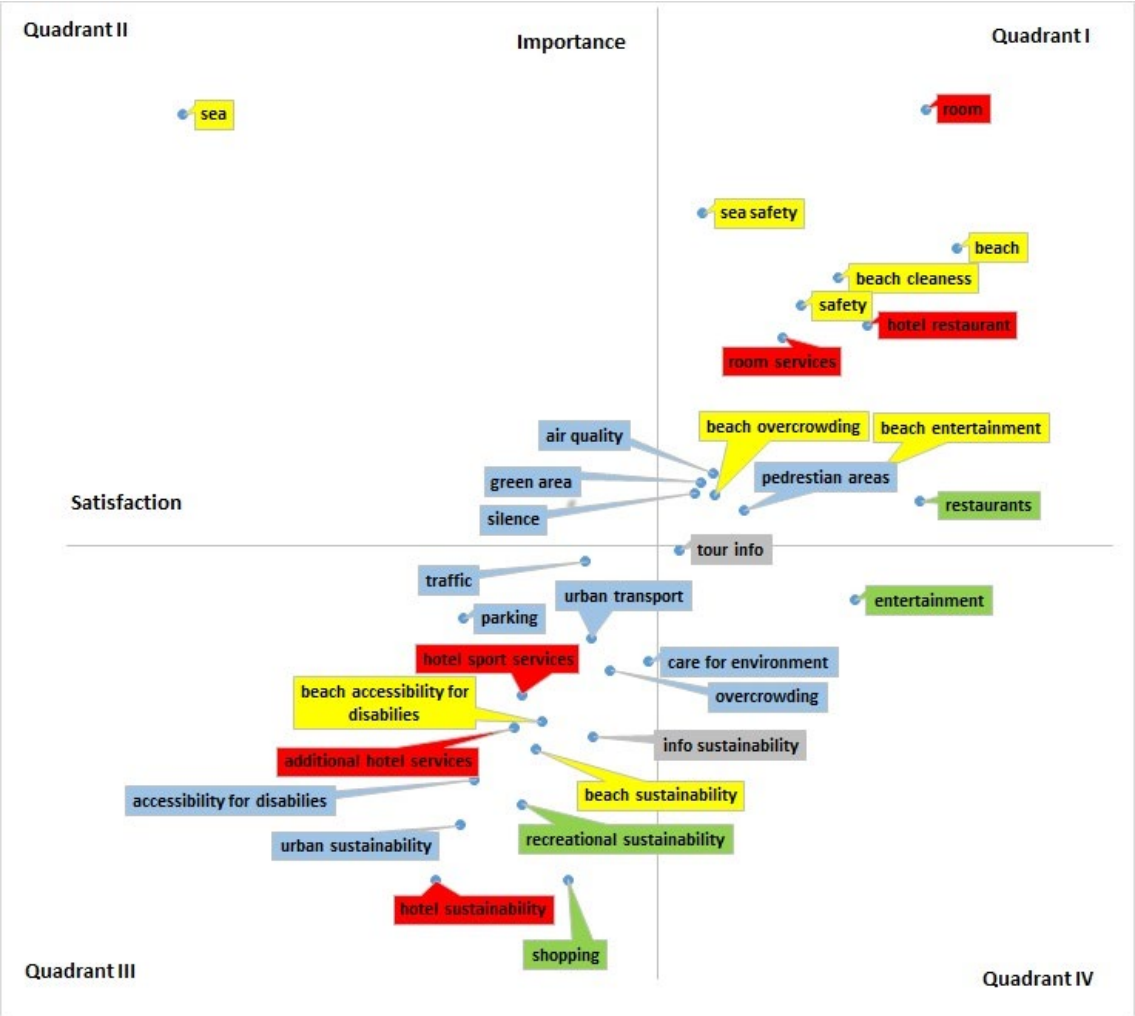 Quadrant II
Importance
Quadrant I
sea
room
sea safety
beach
beach cleaness
safety
hotel restaurant
room services
air quality
beach overcrowding
beach entertainment
green area
pedrestian areas
Satisfaction
silence
restaurants
tour info
traffic
urban transport
entertainment
parking
hotel sport services
care for environment
beach accessibility for
disabilies
overcrowding
info sustainability
additional hotel services
accessibility for disabilies
beach sustainability
recreational sustainability
urban sustainability
hotel sustainability
shopping
Quadrant III
Quadrant IV